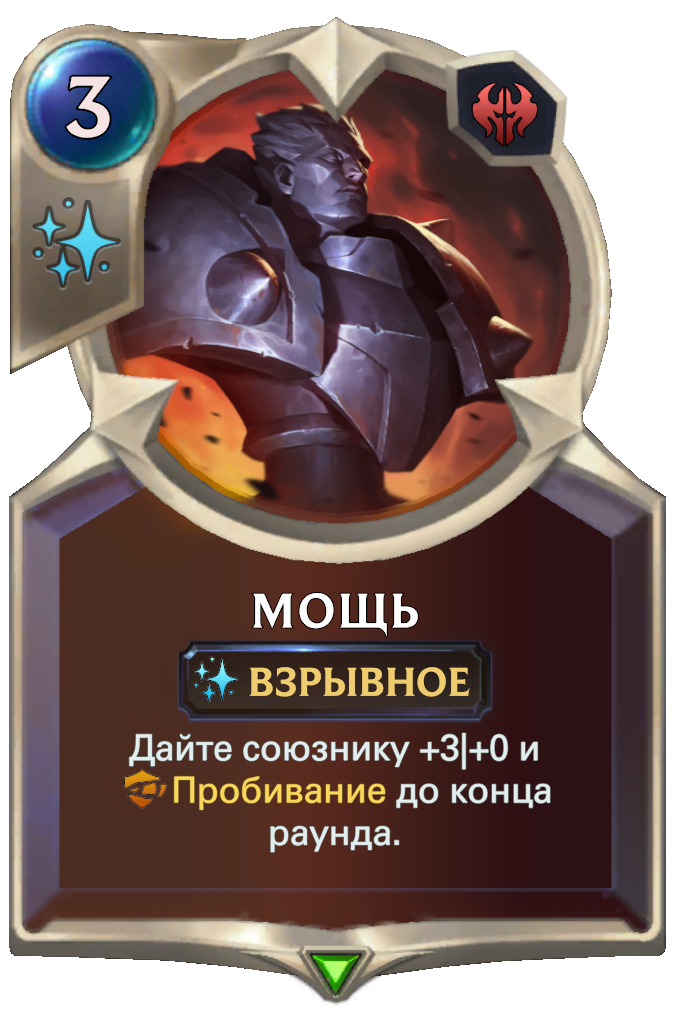 3
МОЩЬ
ВЗРЫВНОЕ
Дайте союзнику +3|+0 и
Пробивание до конца
раунда.